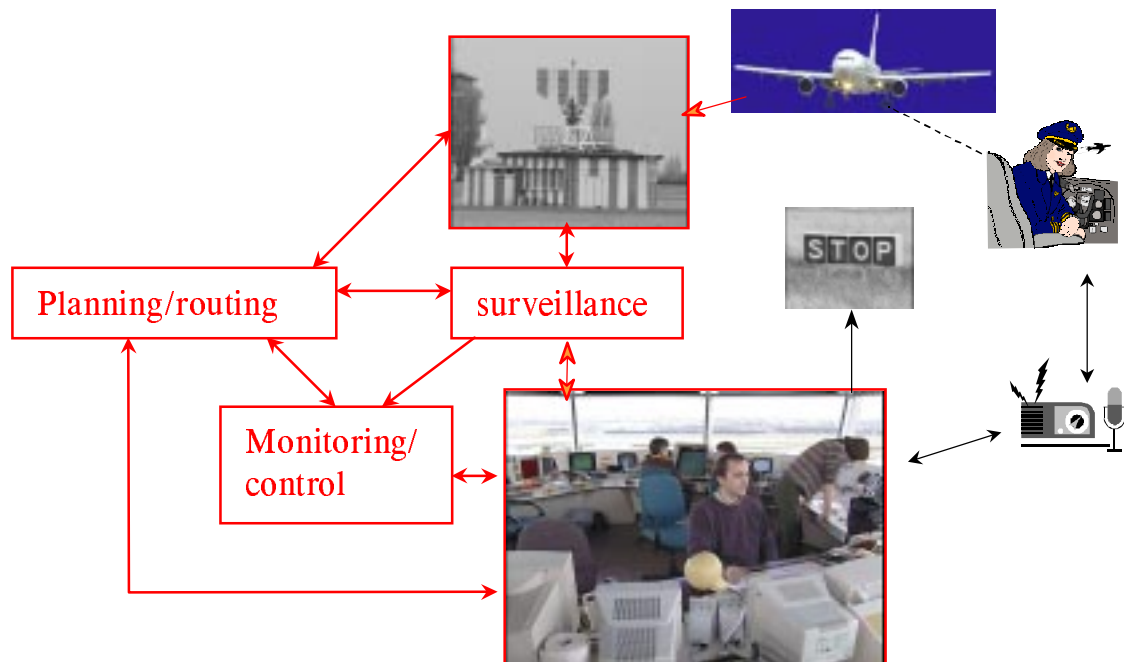 STOP
Planning/routing
surveillance
Monitoring/
control